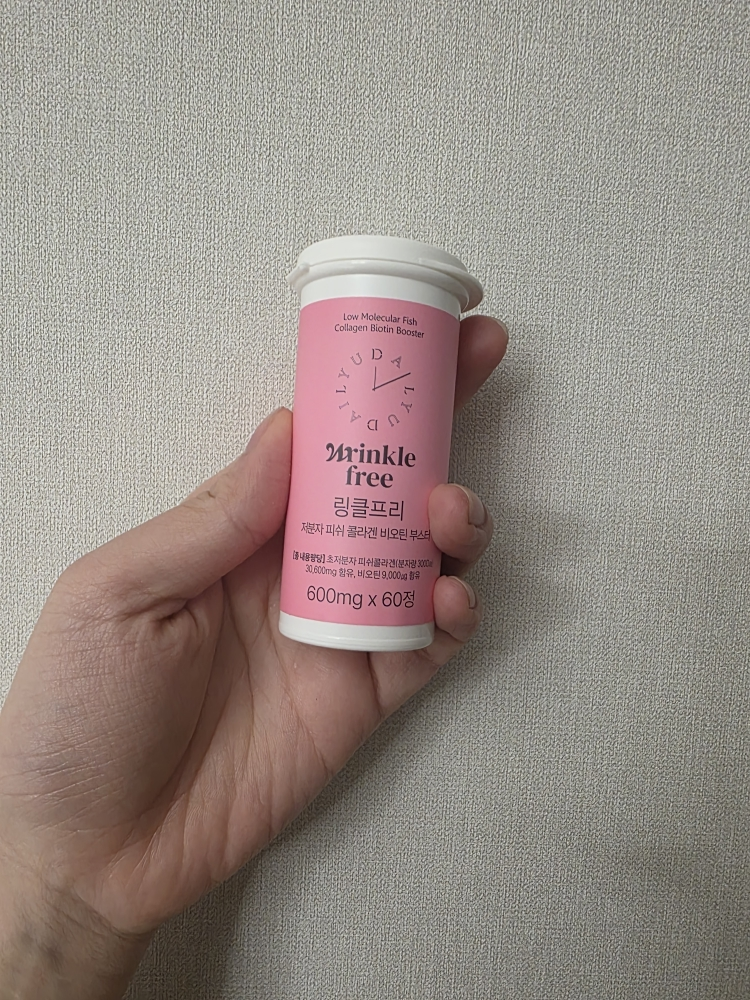 Low Molecular Fish
Collagen Biotin Booster
DAILYU DAILYU
Wrinkle
free
링클프리
저분자 피쉬 콜라겐 비오틴 부스터
[총 내용량당] 초저분자 피쉬콜라겐(분자량 300Da)
30,600mg 함유, 비오틴 9,000㎍ 함유
600mg x 60정